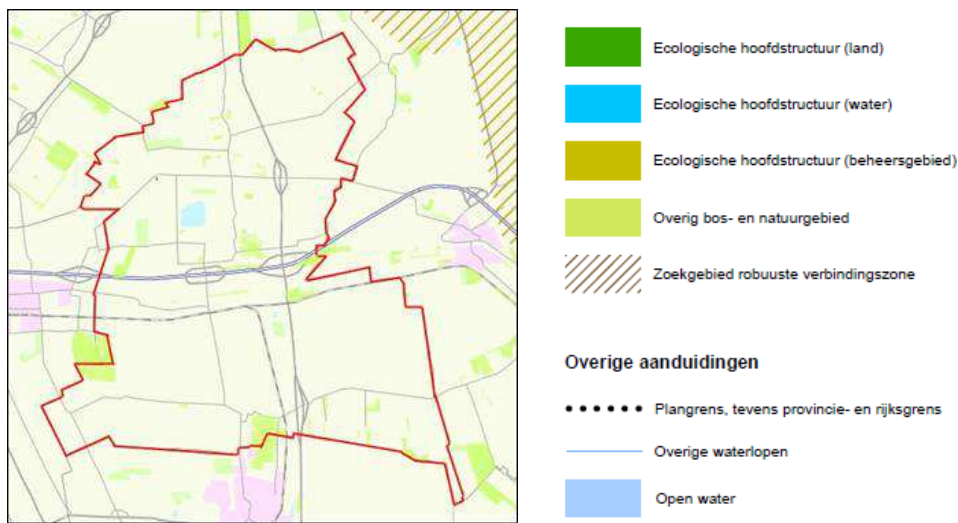 Ecologische hoofdstructuur (land)
Ecologische hoofdstructuur (water)
Ecologische hoofdstructuur (beheersgebied)
Overig bos- en natuurgebied
Zoekgebied robuuste verbindingszone
Overige aanduidingen
Plangrens, tevens provincie- en rijksgrens
Overige waterlopen
Open water